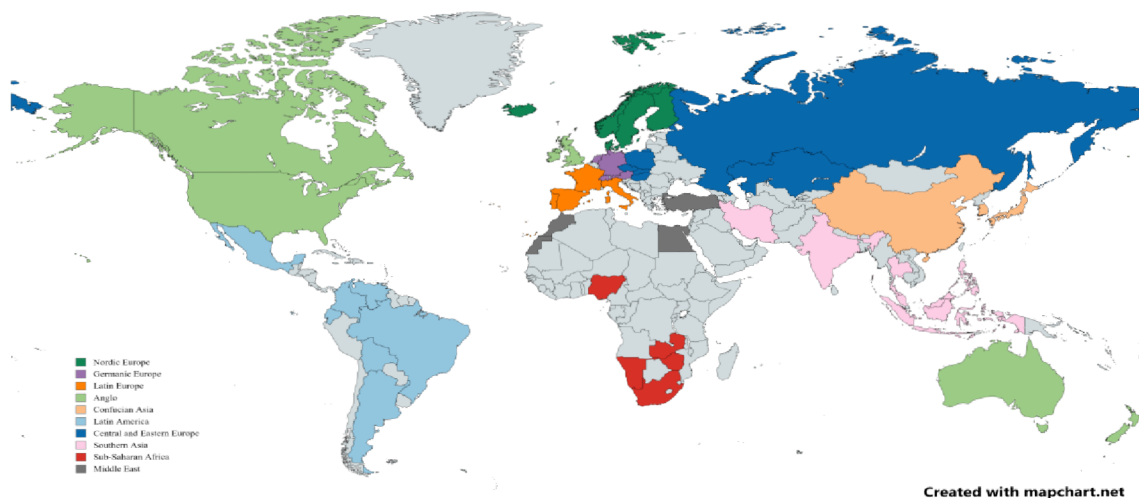 Nordic Europe
Germanic Europe
Latin Europe
Anglo
Confucian Asia
Latin America
Central and Eastern Europe
Southern Asia
Sub-Saharan Africa
Middle East
Created with mapchart.net